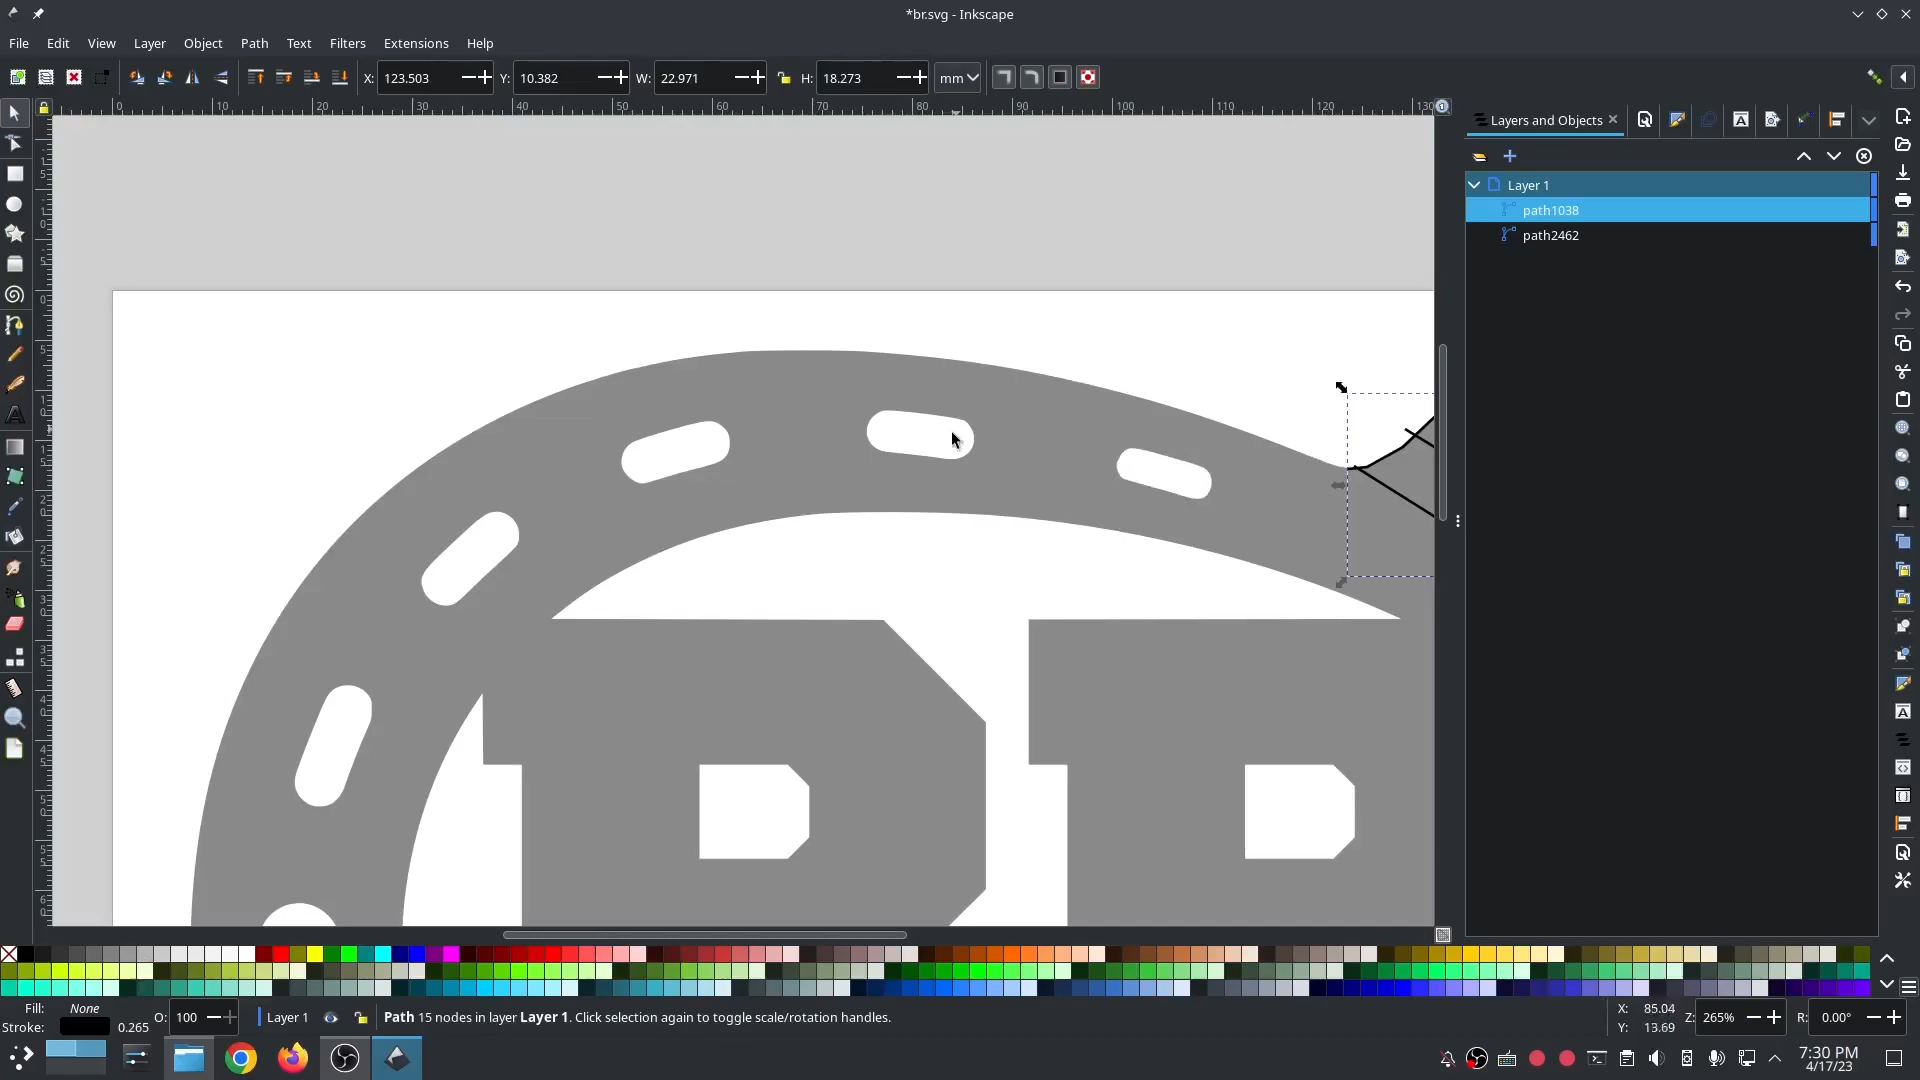 *br.svg - Inkscape
File Edit View Layer Object Path Text Filters Extensions Help
X: 123.503 Y: 10.382 W: 22.971 H: 18.273 mm
0 10 20 30 40 50 60 70 80 90 100 110 120 130
Layers and Objects
Layer 1
path1038
path2462
Fill: None
Stroke: 0.265
O: 100
Layer 1
Path 15 nodes in layer Layer 1. Click selection again to toggle scale/rotation handles.
X: 85.04
Y: 13.69
Z: 265%
R: 0.00°
7:30 PM
4/17/23